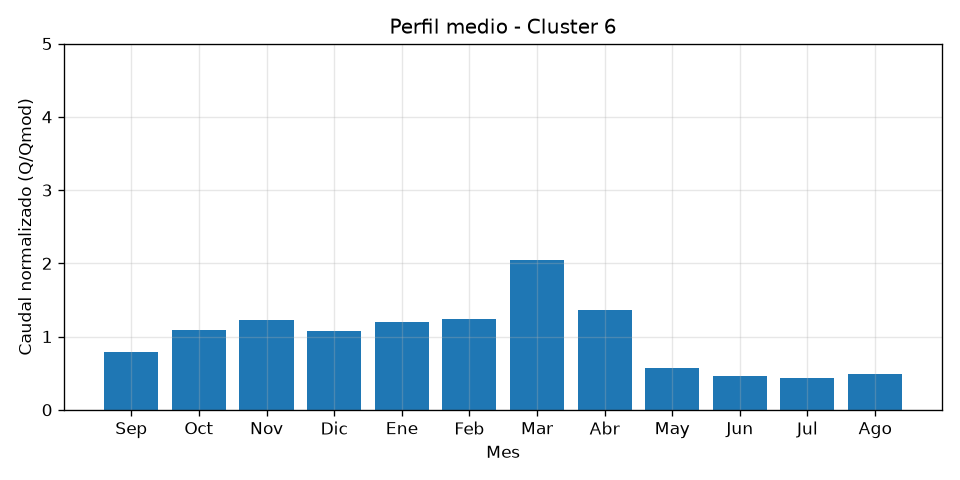 Perfil medio - Cluster 6
Caudal normalizado (Q/Qmod)
5
4
3
2
1
0
Sep Oct Nov Dic Ene Feb Mar Abr May Jun Jul Ago
Mes